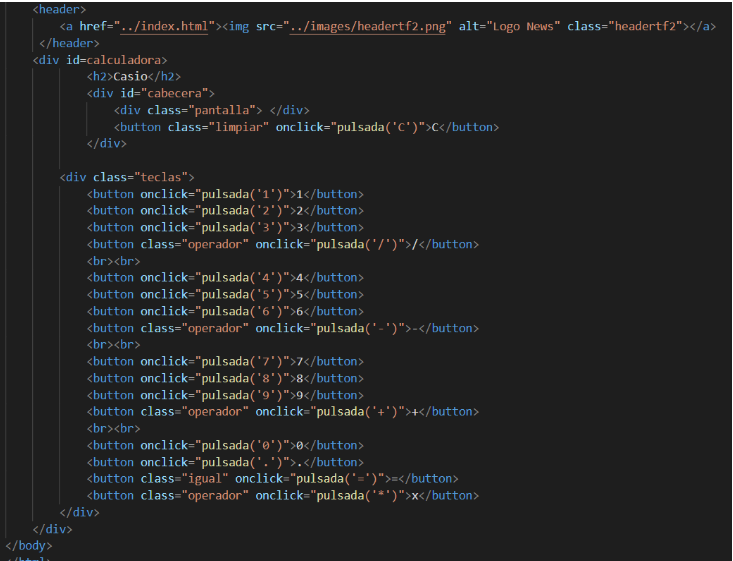 <header>
<a href="../index.html"><img src="../images/headertf2.png" alt="Logo News" class="headertf2"></a>
</header>
<div id=calculadora>
<h2>Casio</h2>
<div id="cabecera">
<div class="pantalla"> </div>
<button class="limpiar" onclick="pulsada('C')">C</button>
</div>
<div class="teclas">
<button onclick="pulsada('1')">1</button>
<button onclick="pulsada('2')">2</button>
<button onclick="pulsada('3')">3</button>
<button class="operador" onclick="pulsada('/')">/</button>
<br><br>
<button onclick="pulsada('4')">4</button>
<button onclick="pulsada('5')">5</button>
<button onclick="pulsada('6')">6</button>
<button class="operador" onclick="pulsada('-')">-</button>
<br><br>
<button onclick="pulsada('7')">7</button>
<button onclick="pulsada('8')">8</button>
<button onclick="pulsada('9')">9</button>
<button class="operador" onclick="pulsada('+')">+</button>
<br><br>
<button onclick="pulsada('0')">0</button>
<button onclick="pulsada('.')">.</button>
<button class="igual" onclick="pulsada('=')">=</button>
<button class="operador" onclick="pulsada('*')">x</button>
</div>
</div>
</body>
</html>